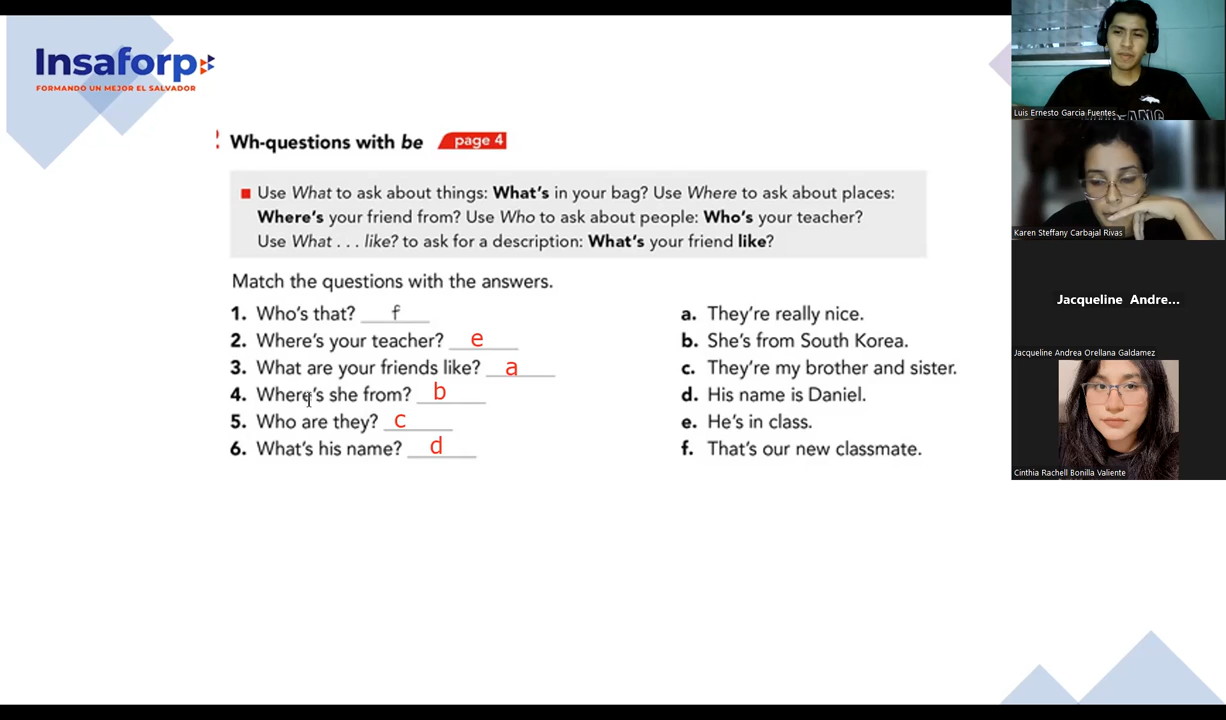 Insaforp
FORMANDO UN MEJOR EL SALVADOR
Wh-questions with be page 4
Use What to ask about things: What's in your bag? Use Where to ask about places:
Where's your friend from? Use Who to ask about people: Who's your teacher?
Use What . . . like? to ask for a description: What's your friend like?
Match the questions with the answers.
1. Who's that? f
2. Where's your teacher? e
3. What are your friends like? a
4. Where's she from? b
5. Who are they? c
6. What's his name? d
a. They're really nice.
b. She's from South Korea.
c. They're my brother and sister.
d. His name is Daniel.
e. He's in class.
f. That's our new classmate.
Luis Ernesto Garcia Fuentes
Karen Steffany Carbajal Rivas
Jacqueline Andre...
Jacqueline Andrea Orellana Galdamez
Cinthia Rachell Bonilla Valiente